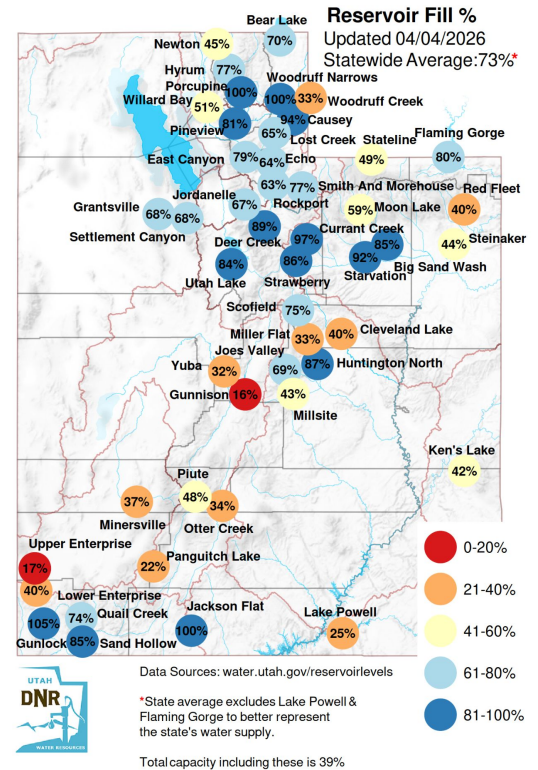 Reservoir Fill %
Updated 04/04/2026
Statewide Average:73%*
Bear Lake
70%
Newton 45%
Hyrum 77%
Porcupine 100%
Woodruff Narrows
100%
33% Woodruff Creek
Willard Bay 51%
94% Causey
Pineview 81%
65% Lost Creek
Stateline
49%
Flaming Gorge
80%
East Canyon 79%
64% Echo
63% Rockport
77% Smith And Morehouse
Red Fleet
40%
Jordanelle
67%
59% Moon Lake
Grantsville 68%
68%
Settlement Canyon
89%
Deer Creek
Currant Creek
97%
85%
Big Sand Wash
44% Steinaker
84%
Utah Lake
86%
Strawberry
92%
Starvation
Scofield 75%
Miller Flat 33%
40% Cleveland Lake
Joes Valley
69%
87% Huntington North
Yuba 32%
Gunnison 16%
43%
Millsite
Ken's Lake
42%
Piute
48%
37%
Minersville
34%
Otter Creek
Upper Enterprise
17%
22% Panguitch Lake
40% Lower Enterprise
105%
Gunlock
74% Quail Creek
85% Sand Hollow
Jackson Flat
100%
Lake Powell
25%
0-20%
21-40%
41-60%
61-80%
81-100%
UTAH
DNR
WATER RESOURCES
Data Sources: water.utah.gov/reservoirlevels
*State average excludes Lake Powell &
Flaming Gorge to better represent
the state's water supply.
Total capacity including these is 39%